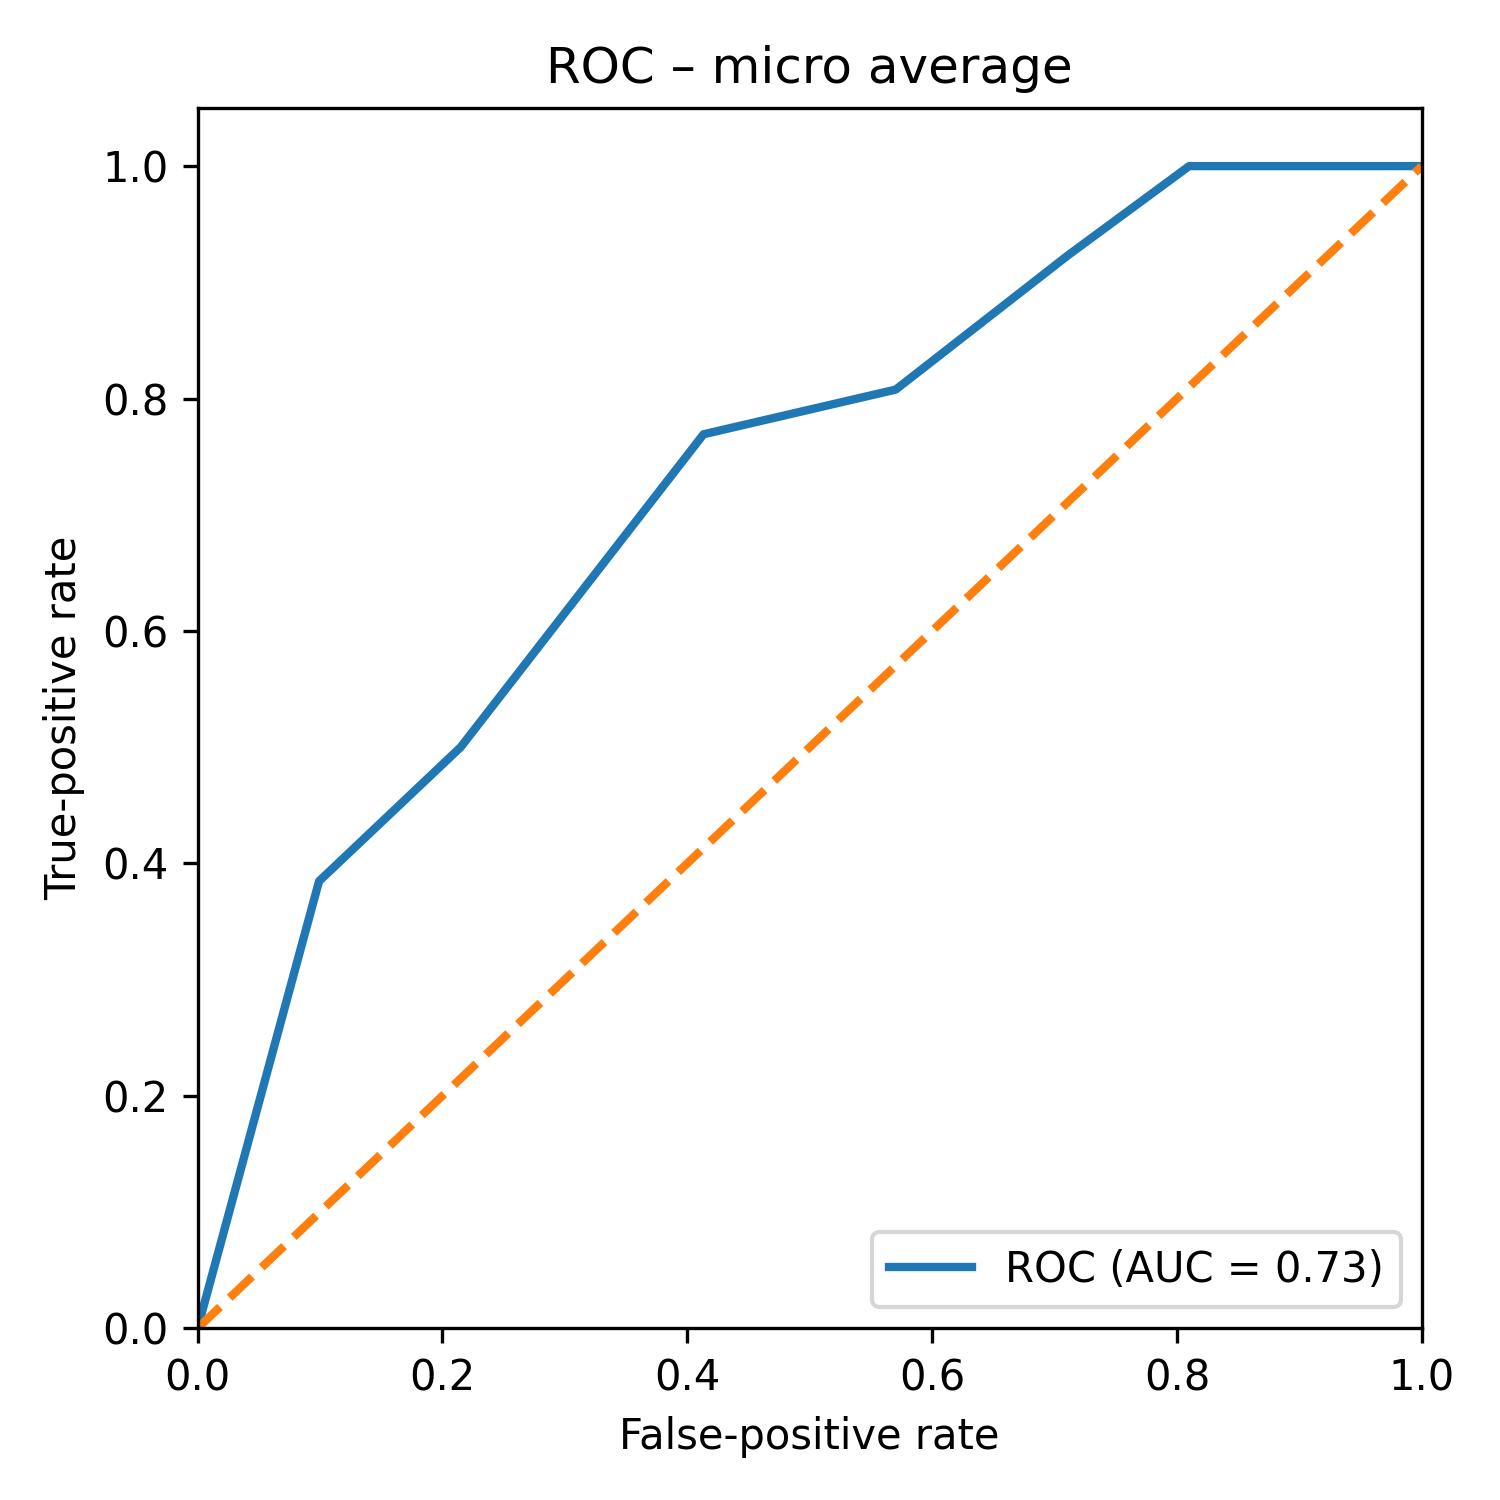 ROC – micro average
1.0
0.8
0.6
0.4
0.2
0.0
True-positive rate
ROC (AUC = 0.73)
0.0 0.2 0.4 0.6 0.8 1.0
False-positive rate